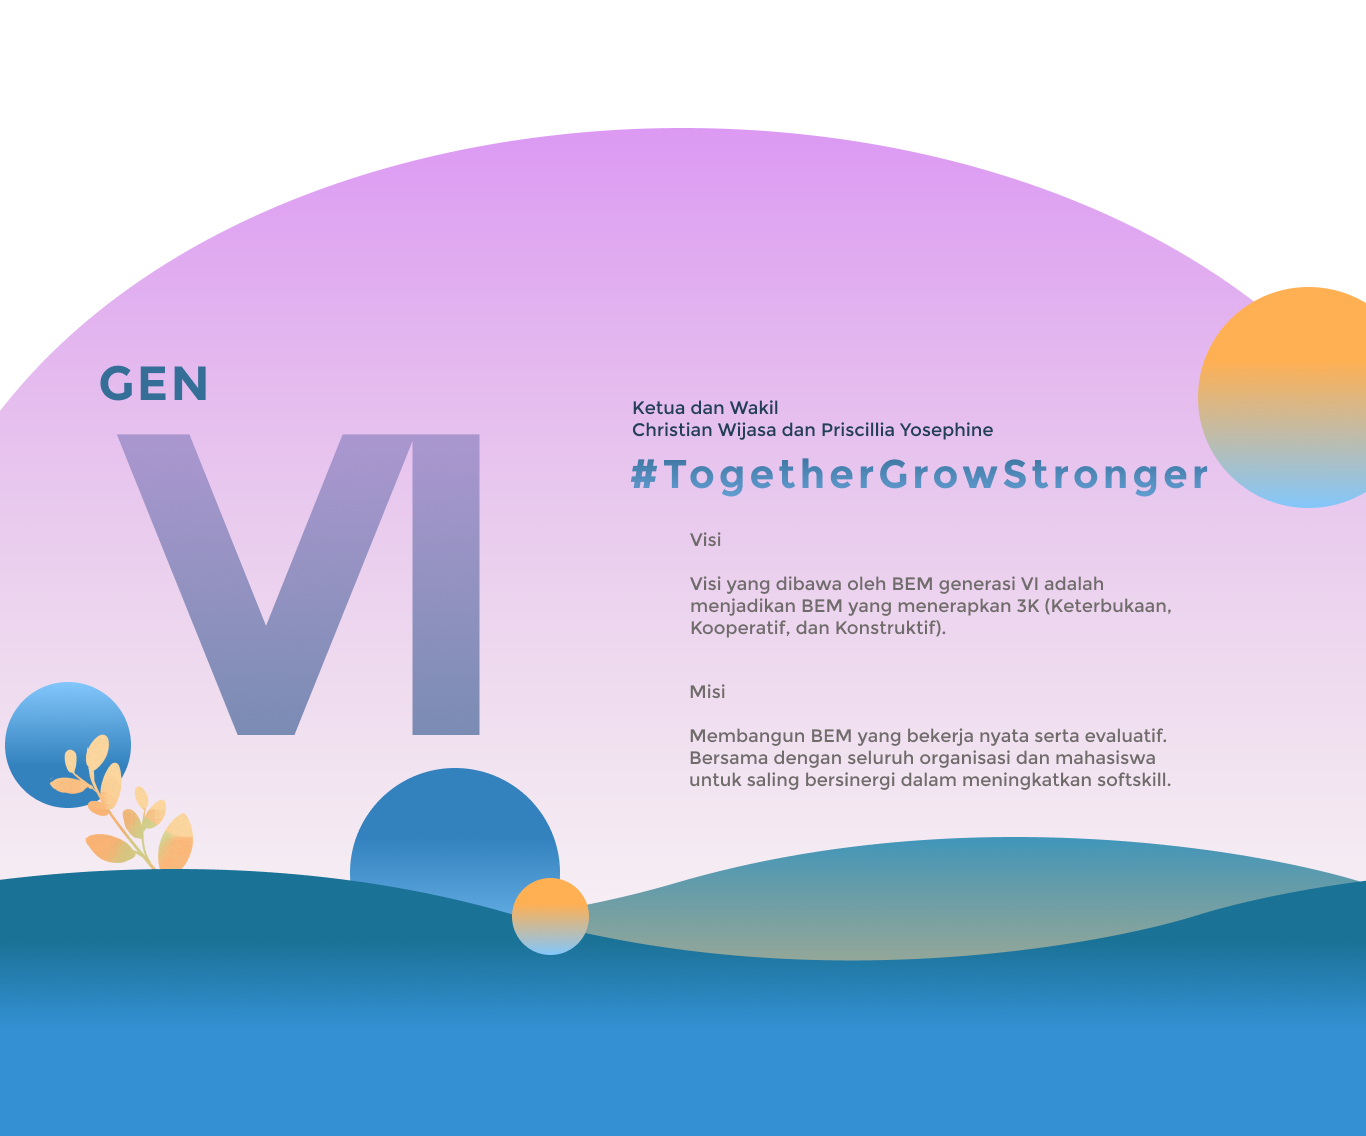 GEN
VI
Ketua dan Wakil
Christian Wijasa dan Priscillia Yosephine
#TogetherGrowStronger
Visi
Visi yang dibawa oleh BEM generasi VI adalah
menjadikan BEM yang menerapkan 3K (Keterbukaan,
Kooperatif, dan Konstruktif).
Misi
Membangun BEM yang bekerja nyata serta evaluatif.
Bersama dengan seluruh organisasi dan mahasiswa
untuk saling bersinergi dalam meningkatkan softskill.